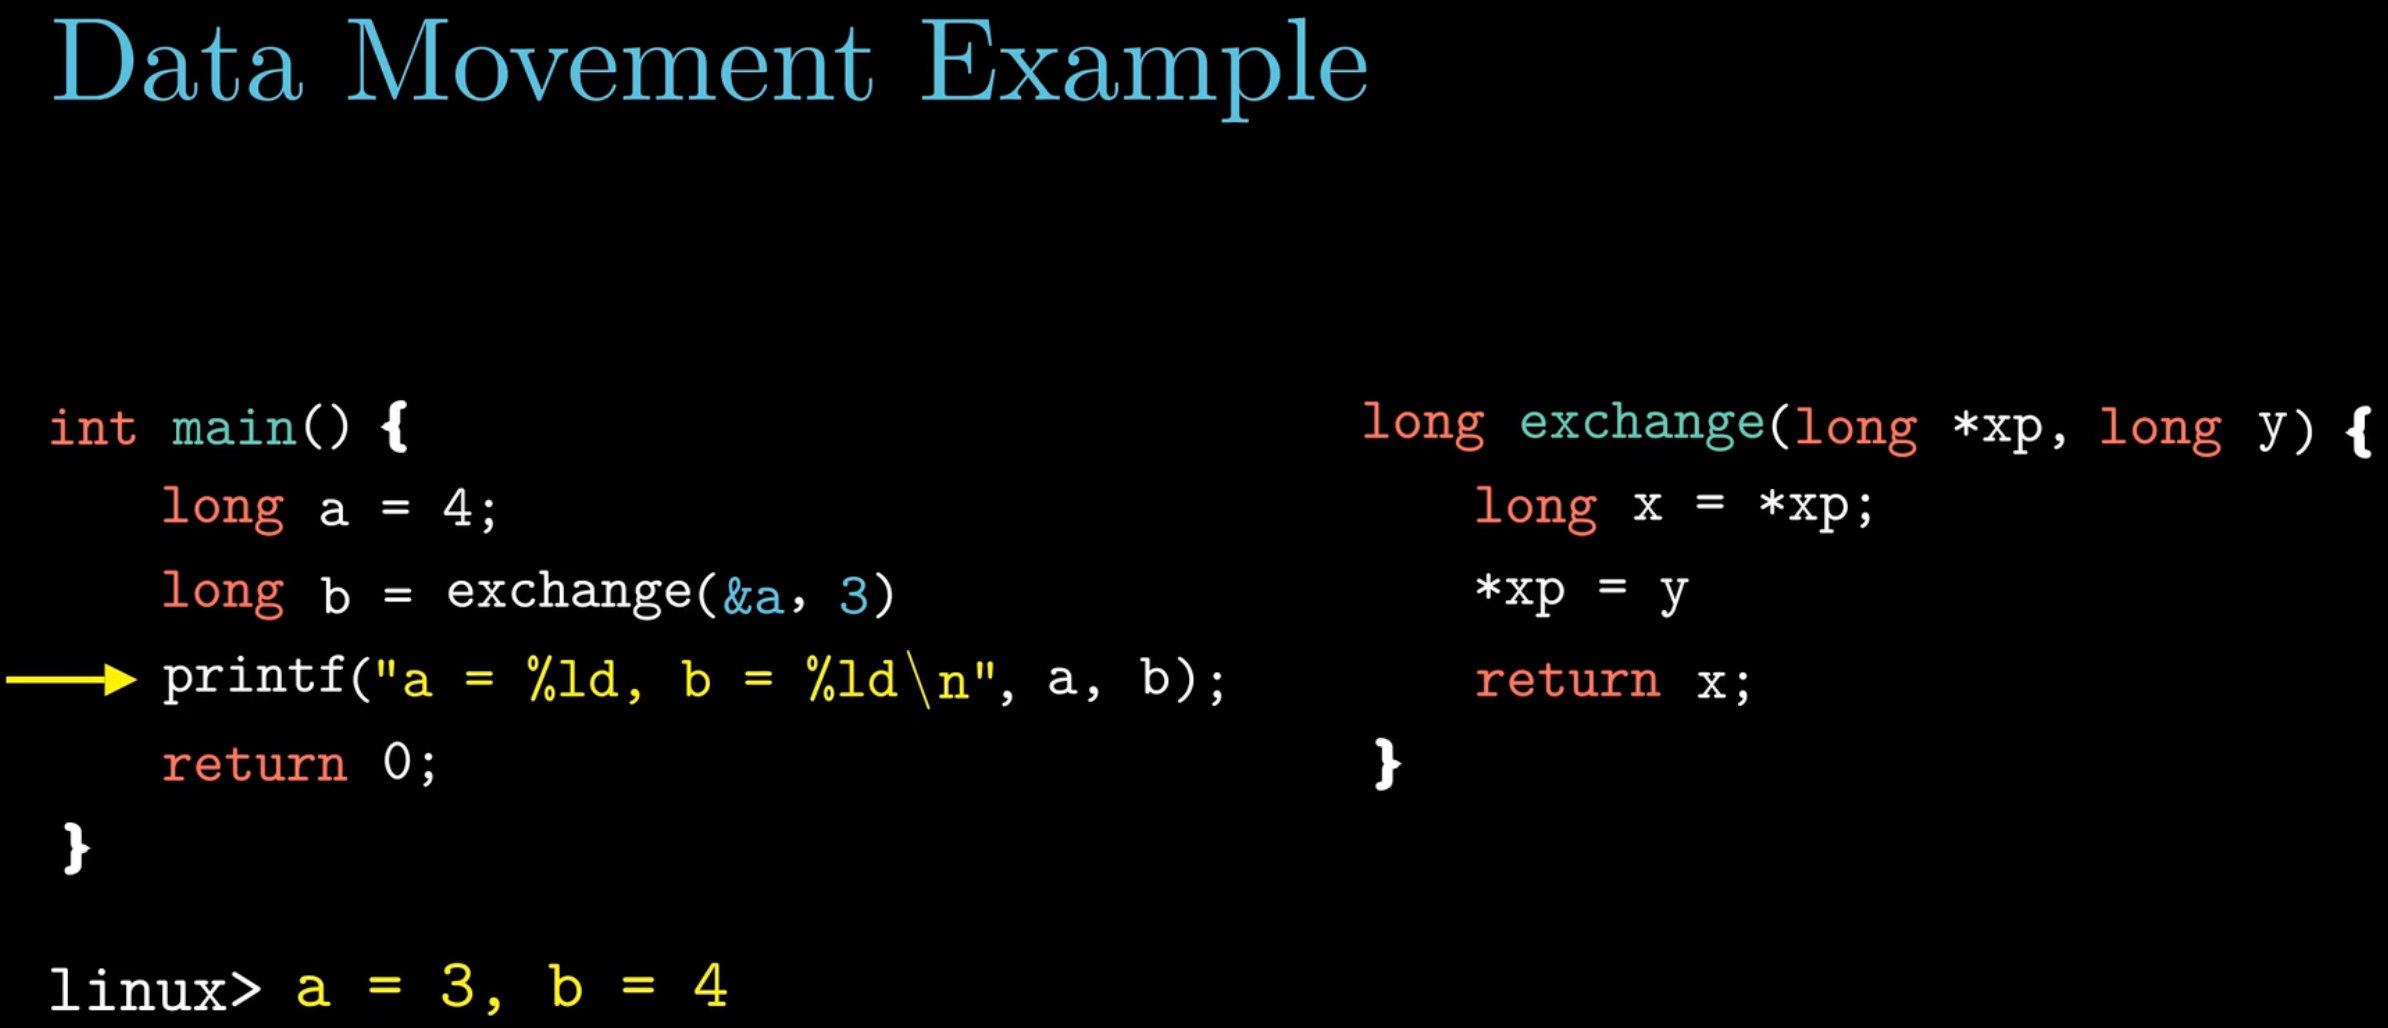 Data Movement Example
int main() {
long a = 4;
long b = exchange(&a, 3)
printf("a = %ld, b = %ld\n", a, b);
return 0;
}
long exchange(long *xp, long y) {
long x = *xp;
*xp = y
return x;
}
linux> a = 3, b = 4